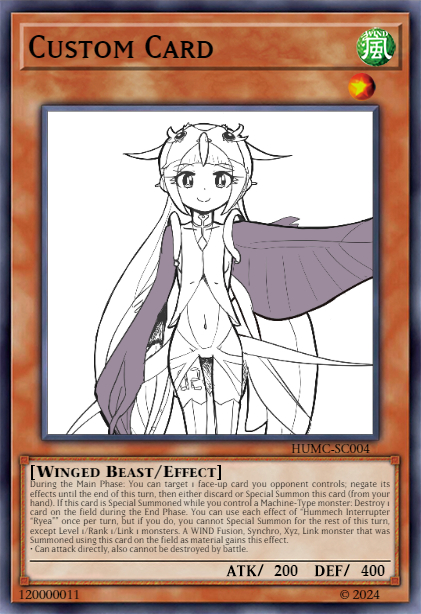 Custom Card
WIND
風
12
HUMC-SC004
[Winged Beast/Effect]
During the Main Phase: You can target 1 face-up card you opponent controls; negate its
effects until the end of this turn, then either discard or Special Summon this card (from your
hand). If this card is Special Summoned while you control a Machine-Type monster: Destroy 1
card on the field during the End Phase. You can use each effect of "Hummech Interrupter
"Ryea"" once per turn, but if you do, you cannot Special Summon for the rest of this turn,
except Level 1/Rank 1/Link 1 monsters. A WIND Fusion, Synchro, Xyz, Link monster that was
Summoned using this card on the field as material gains this effect.
• Can attack directly, also cannot be destroyed by battle.
ATK/ 200 DEF/ 400
120000011 © 2024